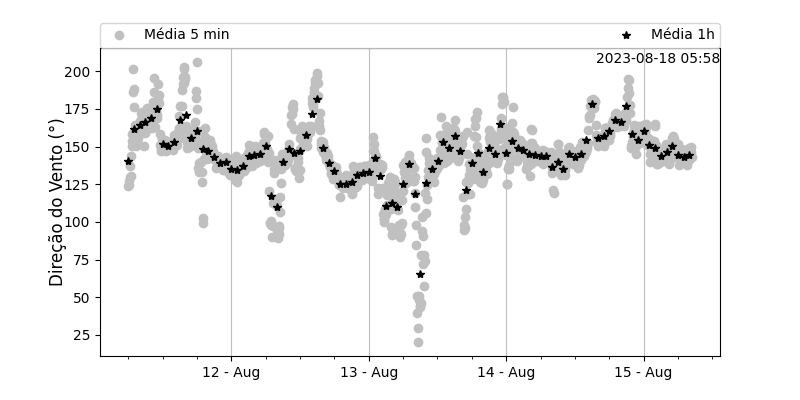 Média 5 min
Média 1h
2023-08-18 05:58
Direção do Vento (°)
200
175
150
125
100
75
50
25
12 - Aug
13 - Aug
14 - Aug
15 - Aug